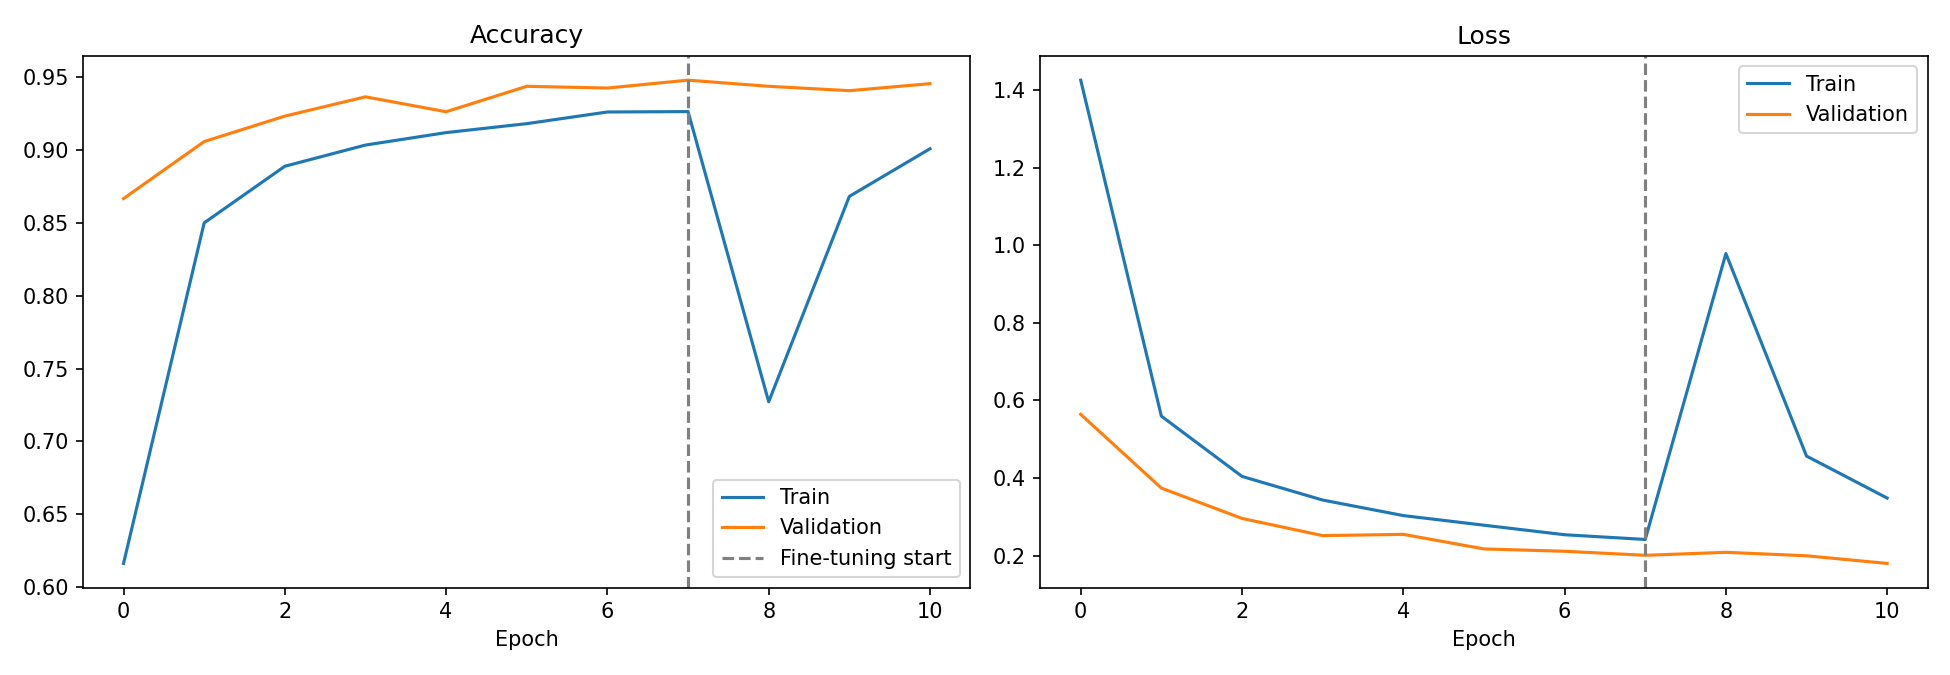 Accuracy
0.95
0.90
0.85
0.80
0.75
0.70
0.65
0.60
Train
Validation
Fine-tuning start
0 2 4 6 8 10
Epoch
Loss
1.4
1.2
1.0
0.8
0.6
0.4
0.2
Train
Validation
0 2 4 6 8 10
Epoch